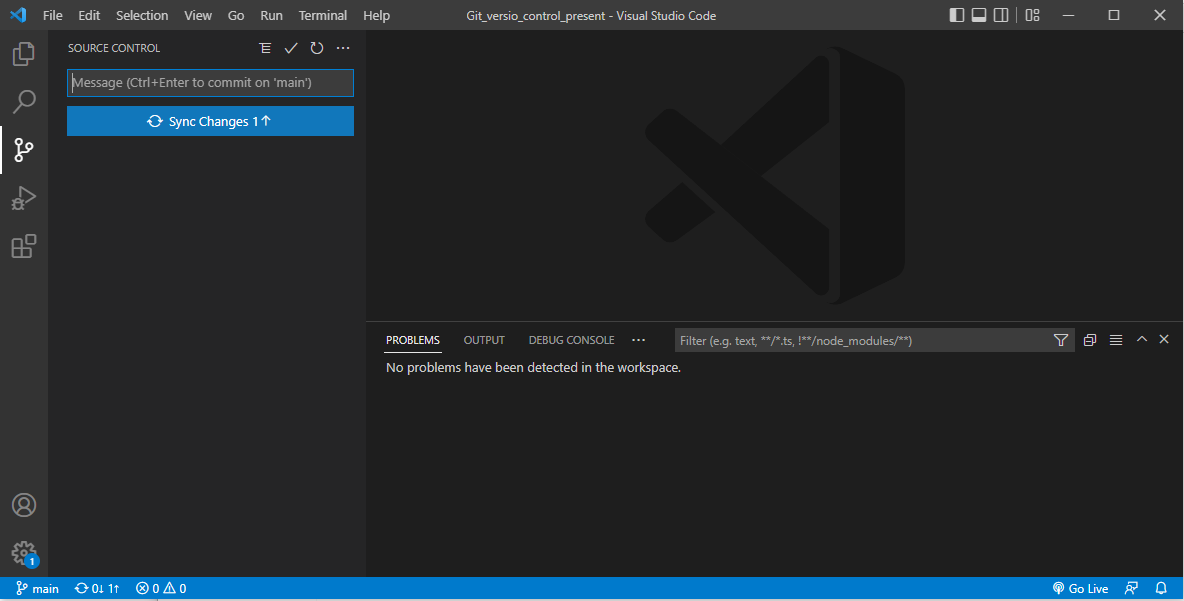 File Edit Selection View Go Run Terminal Help
Git_versio_control_present - Visual Studio Code
SOURCE CONTROL
Message (Ctrl+Enter to commit on 'main')
Sync Changes 1↑
PROBLEMS OUTPUT DEBUG CONSOLE ···
Filter (e.g. text, **/*.ts, !**/node_modules/**)
No problems have been detected in the workspace.
1
main 0↓ 1↑ 0 0
Go Live